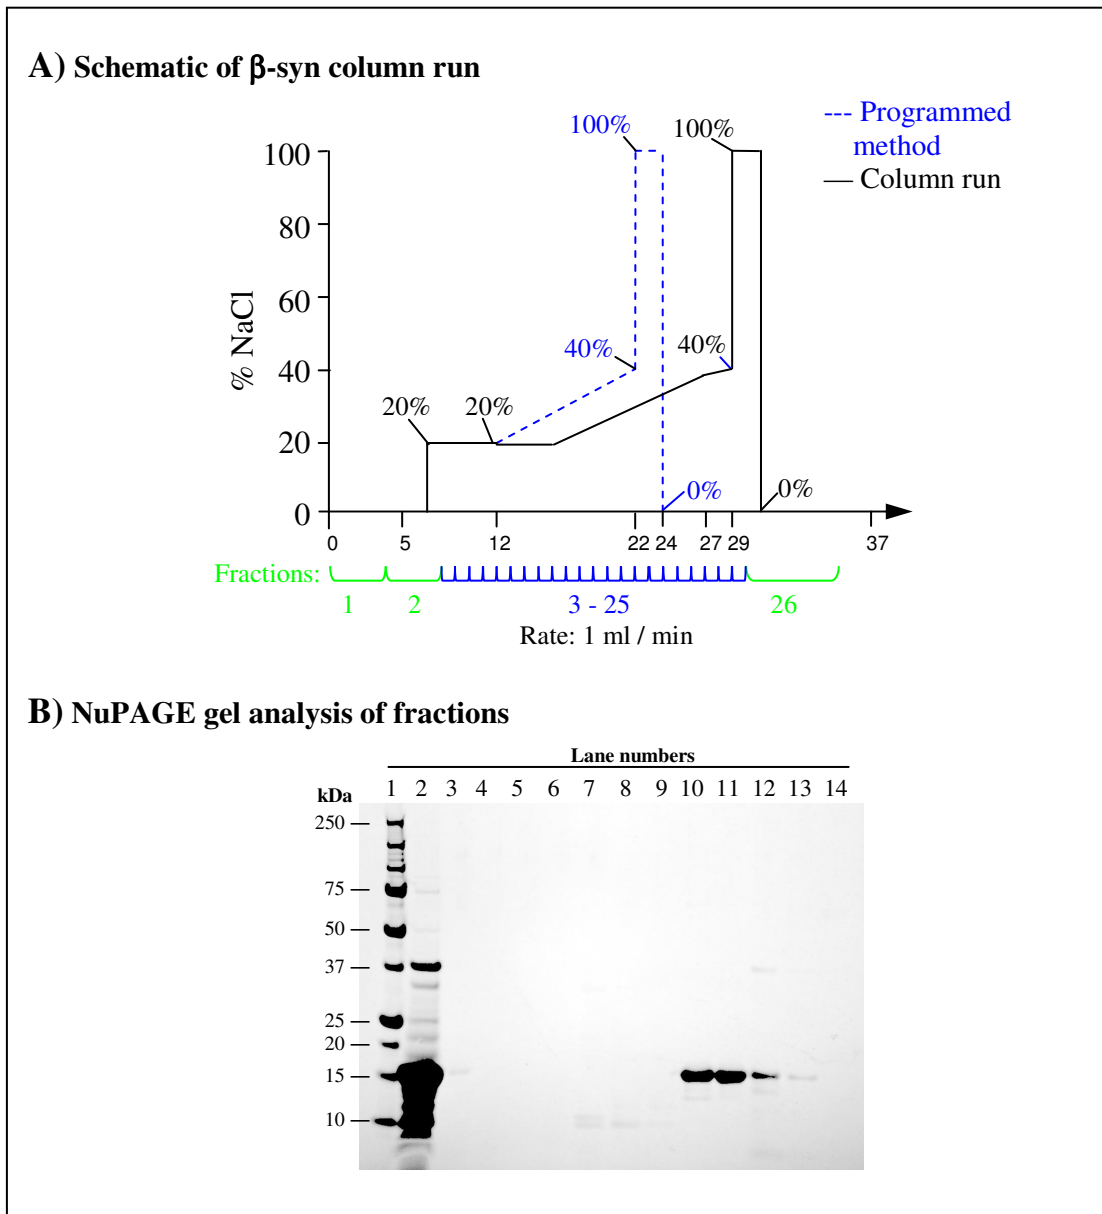 A) Schematic of β-syn column run
--- Programmed method
— Column run
100%
100%
100
80
60
40
20
0
% NaCl
40%
40%
20%
20%
0%
0%
0 5 12 22 24 27 29 37
Fractions:
1 2 3 - 25 26
Rate: 1 ml / min
B) NuPAGE gel analysis of fractions
Lane numbers
1 2 3 4 5 6 7 8 9 10 11 12 13 14
kDa
250
75
50
37
25
20
15
10